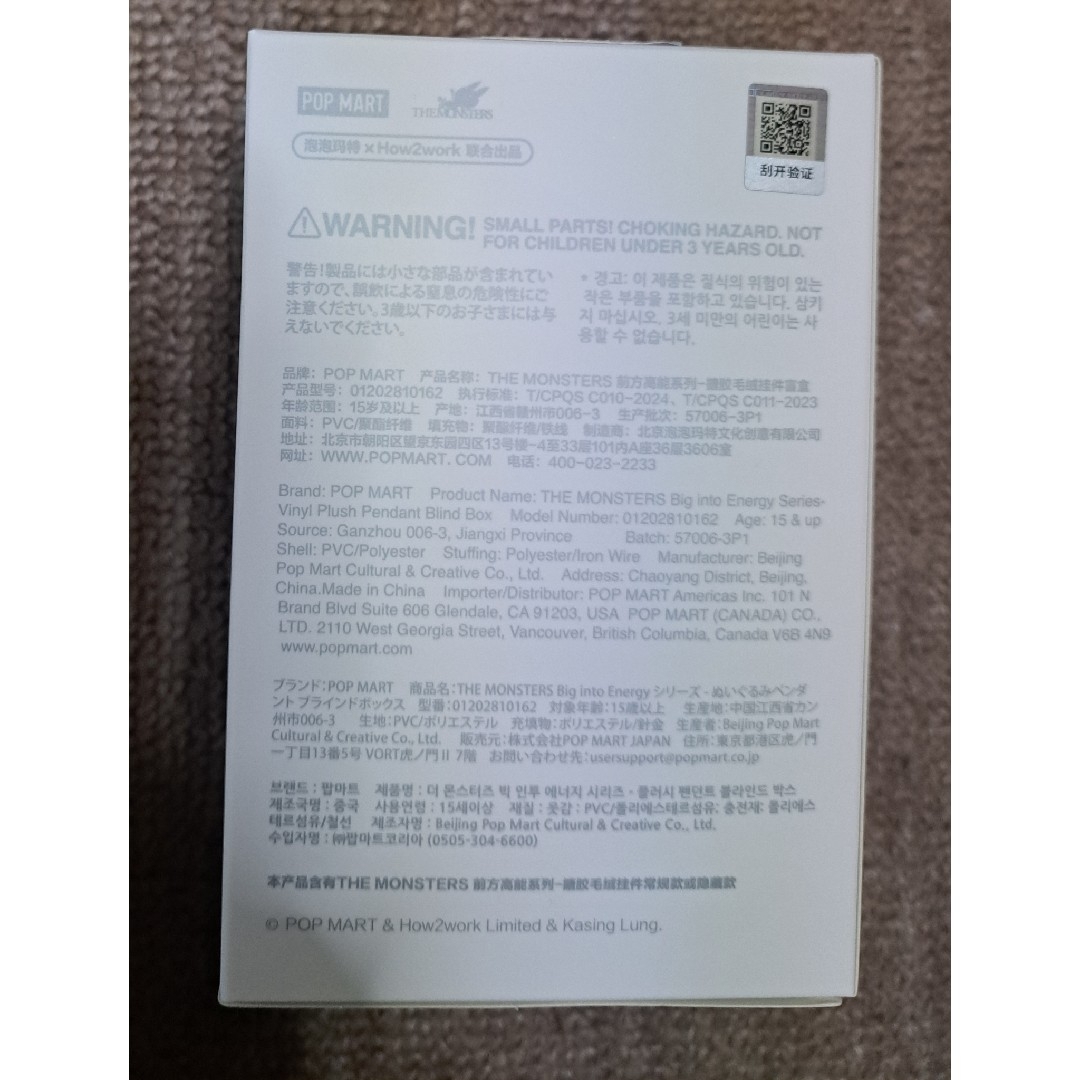 POP MART
THE MONSTERS
泡泡玛特 × How2work 联合出品
刮开验证
WARNING! SMALL PARTS! CHOKING HAZARD. NOT
FOR CHILDREN UNDER 3 YEARS OLD.
警告!製品には小さな部品が含まれてい
ますので、誤飲による窒息の危険性にご
注意ください。3歳以下のお子さまには与
えないでください。
* 경고: 이 제품은 질식의 위험이 있는
작은 부품을 포함하고 있습니다. 삼키
지 마십시오. 3세 미만의 어린이는 사
용할 수 없습니다.
品牌: POP MART 产品名称: THE MONSTERS 前方高能系列-搪胶毛绒挂件盲盒
产品型号: 01202810162 执行标准: T/CPQS C010-2024、T/CPQS C011-2023
年龄范围: 15岁及以上 产地: 江西省赣州市006-3 生产批次: 57006-3P1
面料: PVC/聚酯纤维 填充物: 聚酯纤维/铁线 制造商: 北京泡泡玛特文化创意有限公司
地址: 北京市朝阳区望京东园四区13号楼-4至33层101内A座36层3606室
网址: WWW.POPMART. COM 电话: 400-023-2233
Brand: POP MART Product Name: THE MONSTERS Big into Energy Series-
Vinyl Plush Pendant Blind Box Model Number: 01202810162 Age: 15 & up
Source: Ganzhou 006-3, Jiangxi Province Batch: 57006-3P1
Shell: PVC/Polyester Stuffing: Polyester/Iron Wire Manufacturer: Beijing
Pop Mart Cultural & Creative Co., Ltd. Address: Chaoyang District, Beijing,
China.Made in China Importer/Distributor: POP MART Americas Inc. 101 N
Brand Blvd Suite 606 Glendale, CA 91203, USA POP MART (CANADA) CO.,
LTD. 2110 West Georgia Street, Vancouver, British Columbia, Canada V6B 4N9
www.popmart.com
ブランド:POP MART 商品名:THE MONSTERS Big into Energy シリーズ - ぬいぐるみペンダ
ント ブラインドボックス 型番:01202810162 対象年齢:15歳以上 生産地:中国江西省カン
州市006-3 生地:PVC/ポリエステル 充填物:ポリエステル/針金 生産者:Beijing Pop Mart
Cultural & Creative Co., Ltd. 販売元:株式会社POP MART JAPAN 住所:東京都港区虎ノ門
一丁目13番5号 VORT虎ノ門Ⅱ 7階 お問い合わせ先:usersupport@popmart.co.jp
브랜드 : 팝마트 제품명 : 더 몬스터즈 빅 인투 에너지 시리즈 - 플러시 펜던트 블라인드 박스
제조국명 : 중국 사용연령 : 15세이상 재질 : 옷감 : PVC/폴리에스테르섬유; 충전재: 폴리에스
테르섬유/철선 제조자명 : Beijing Pop Mart Cultural & Creative Co., Ltd.
수입자명 : ㈜팝마트코리아 (0505-304-6600)
本产品含有THE MONSTERS 前方高能系列-搪胶毛绒挂件常规款或隐藏款
© POP MART & How2work Limited & Kasing Lung.